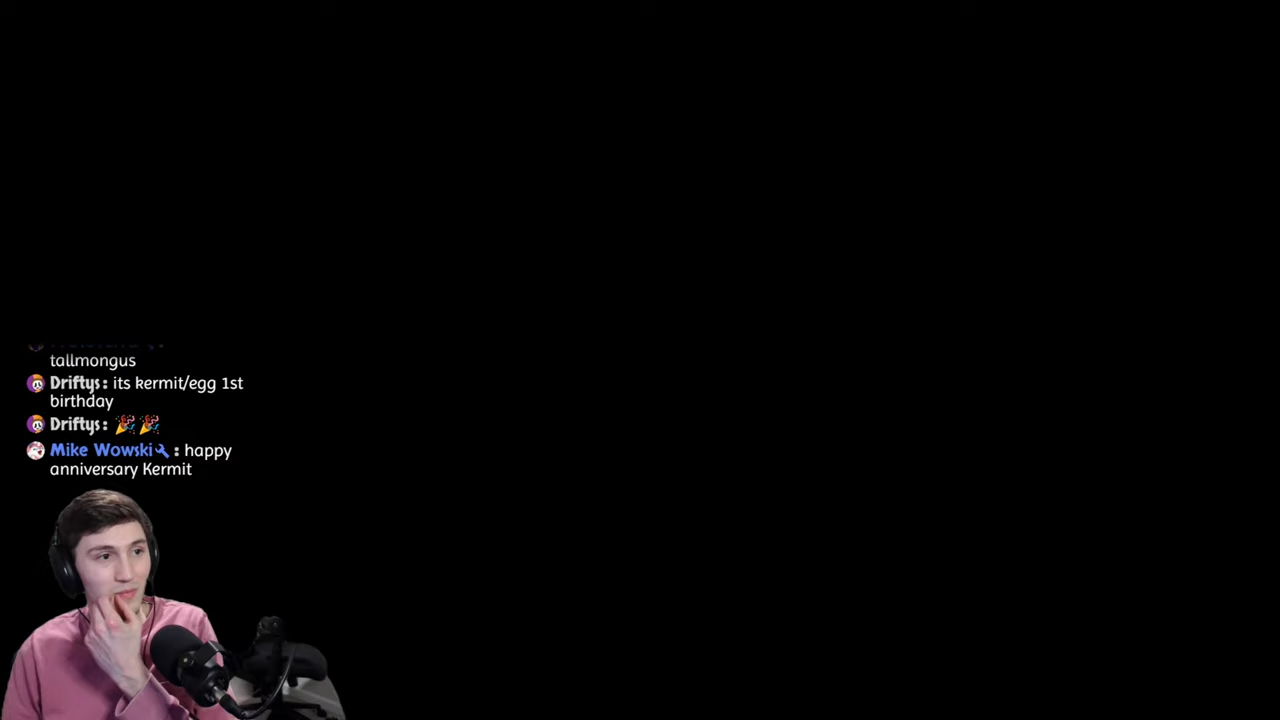 tallmongus
Driftys: its kermit/egg 1st
birthday
Driftys: 🎉 🎉
Mike Wowski🔧: happy
anniversary Kermit